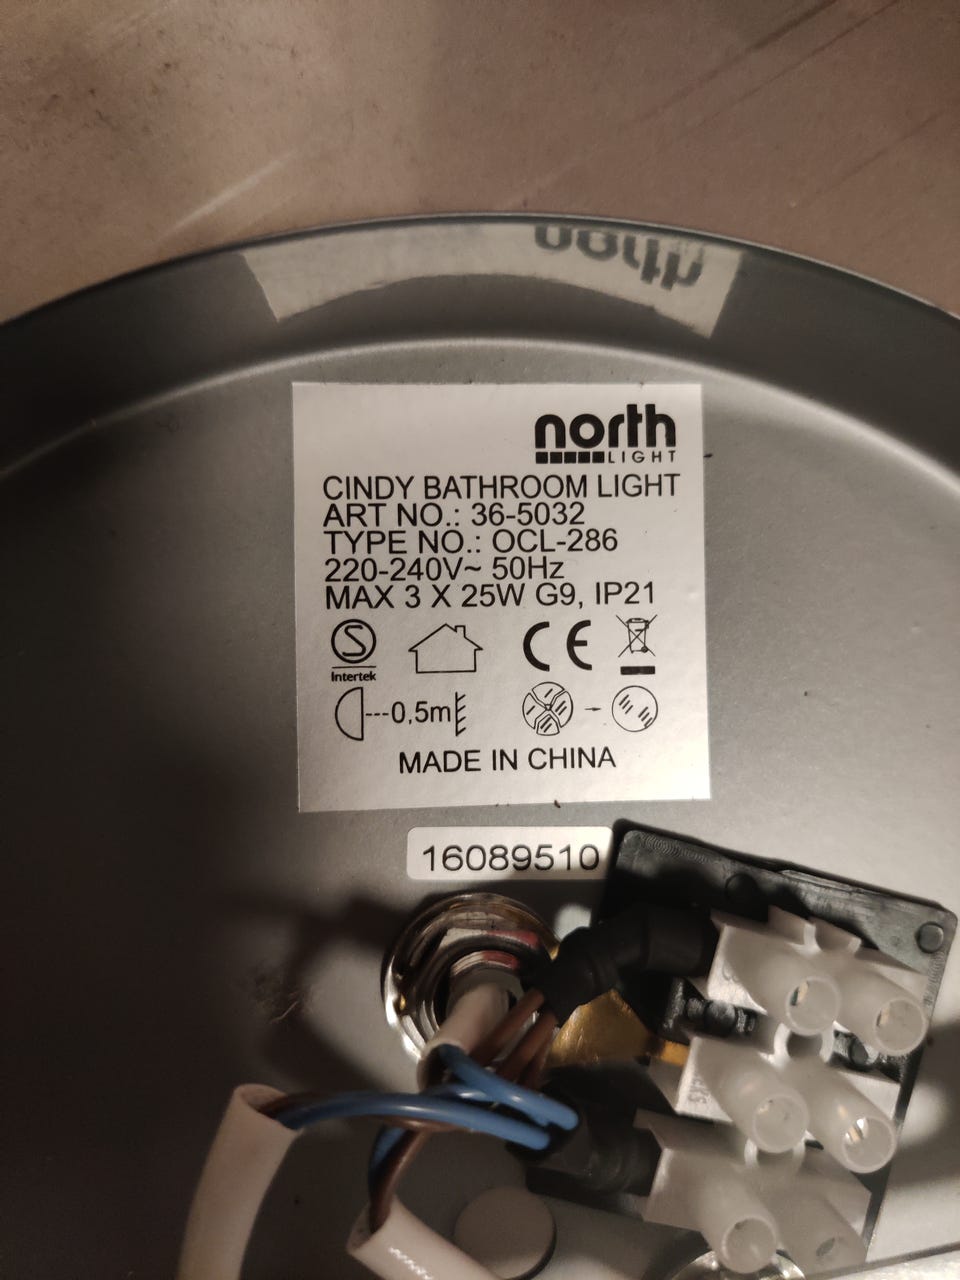 north
LIGHT
CINDY BATHROOM LIGHT
ART NO.: 36-5032
TYPE NO.: OCL-286
220-240V~ 50Hz
MAX 3 X 25W G9, IP21
S
Intertek
CE
0,5m
MADE IN CHINA
16089510